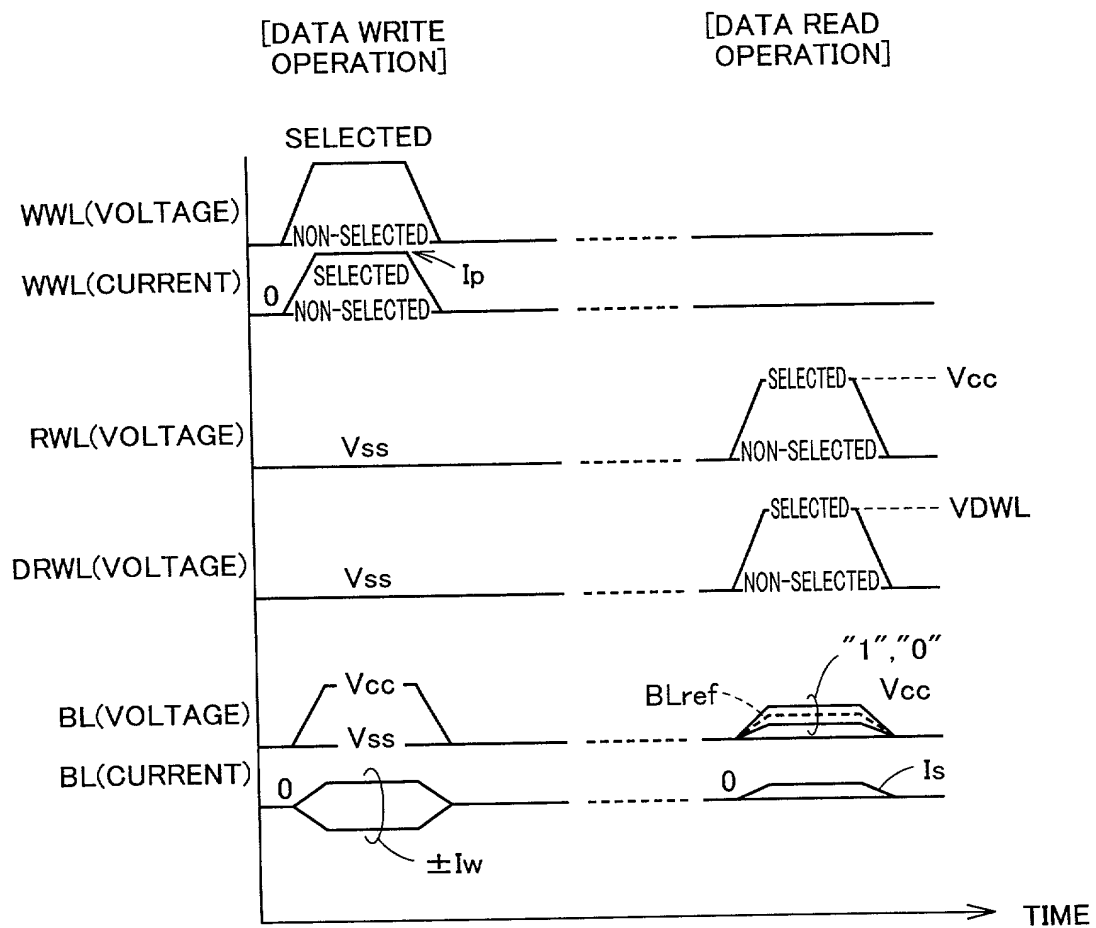 [DATA WRITE
OPERATION]
[DATA READ
OPERATION]
SELECTED
WWL(VOLTAGE)
NON-SELECTED
WWL(CURRENT)
0
SELECTED
Ip
NON-SELECTED
SELECTED
Vcc
RWL(VOLTAGE)
Vss
NON-SELECTED
SELECTED
VDWL
DRWL(VOLTAGE)
Vss
NON-SELECTED
"1","0"
Vcc
BLref
Vcc
BL(VOLTAGE)
Vss
BL(CURRENT)
0
0
Is
±Iw
TIME